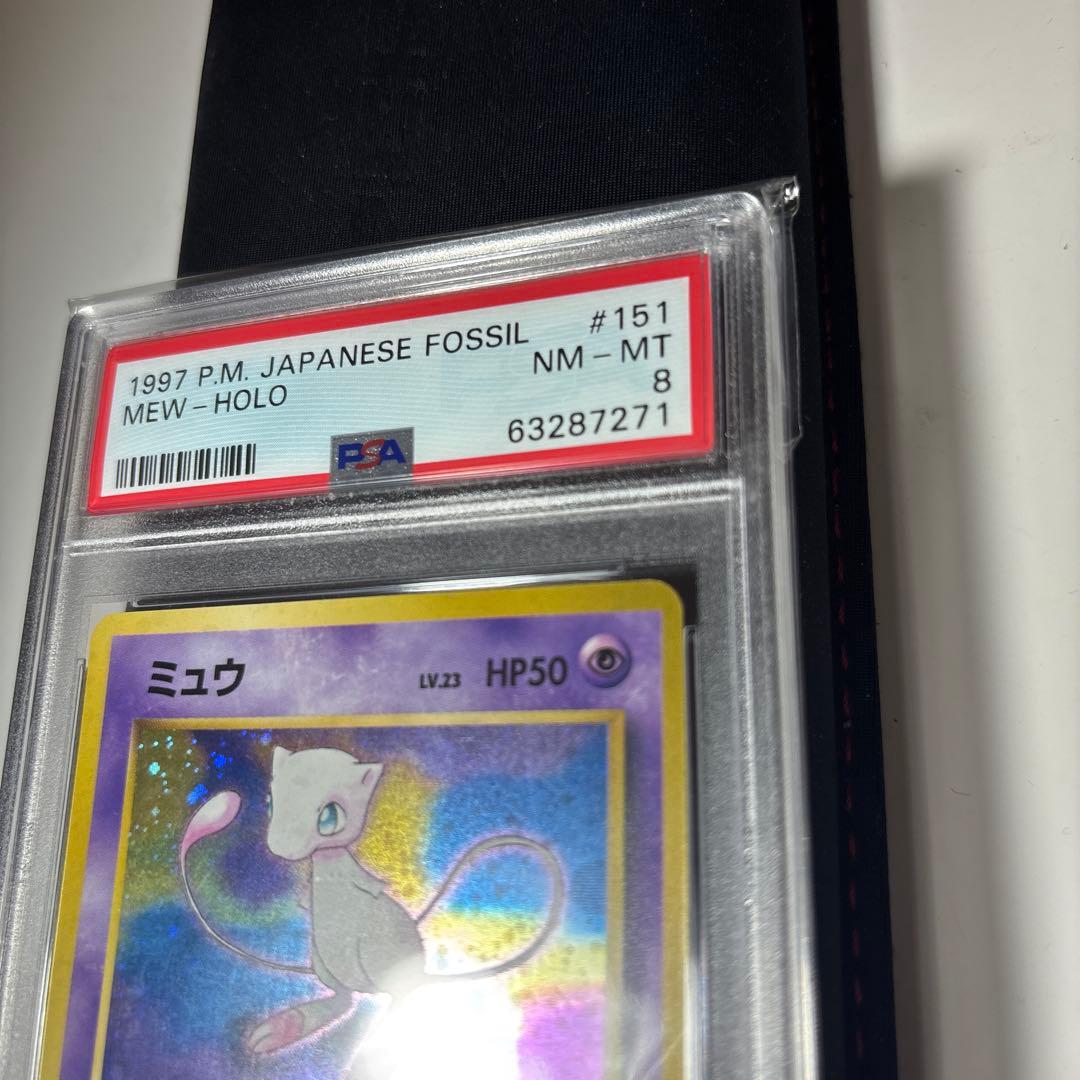 1997 P.M. JAPANESE FOSSIL #151
MEW - HOLO NM - MT
8
63287271
PSA
ミュウ LV.23 HP50